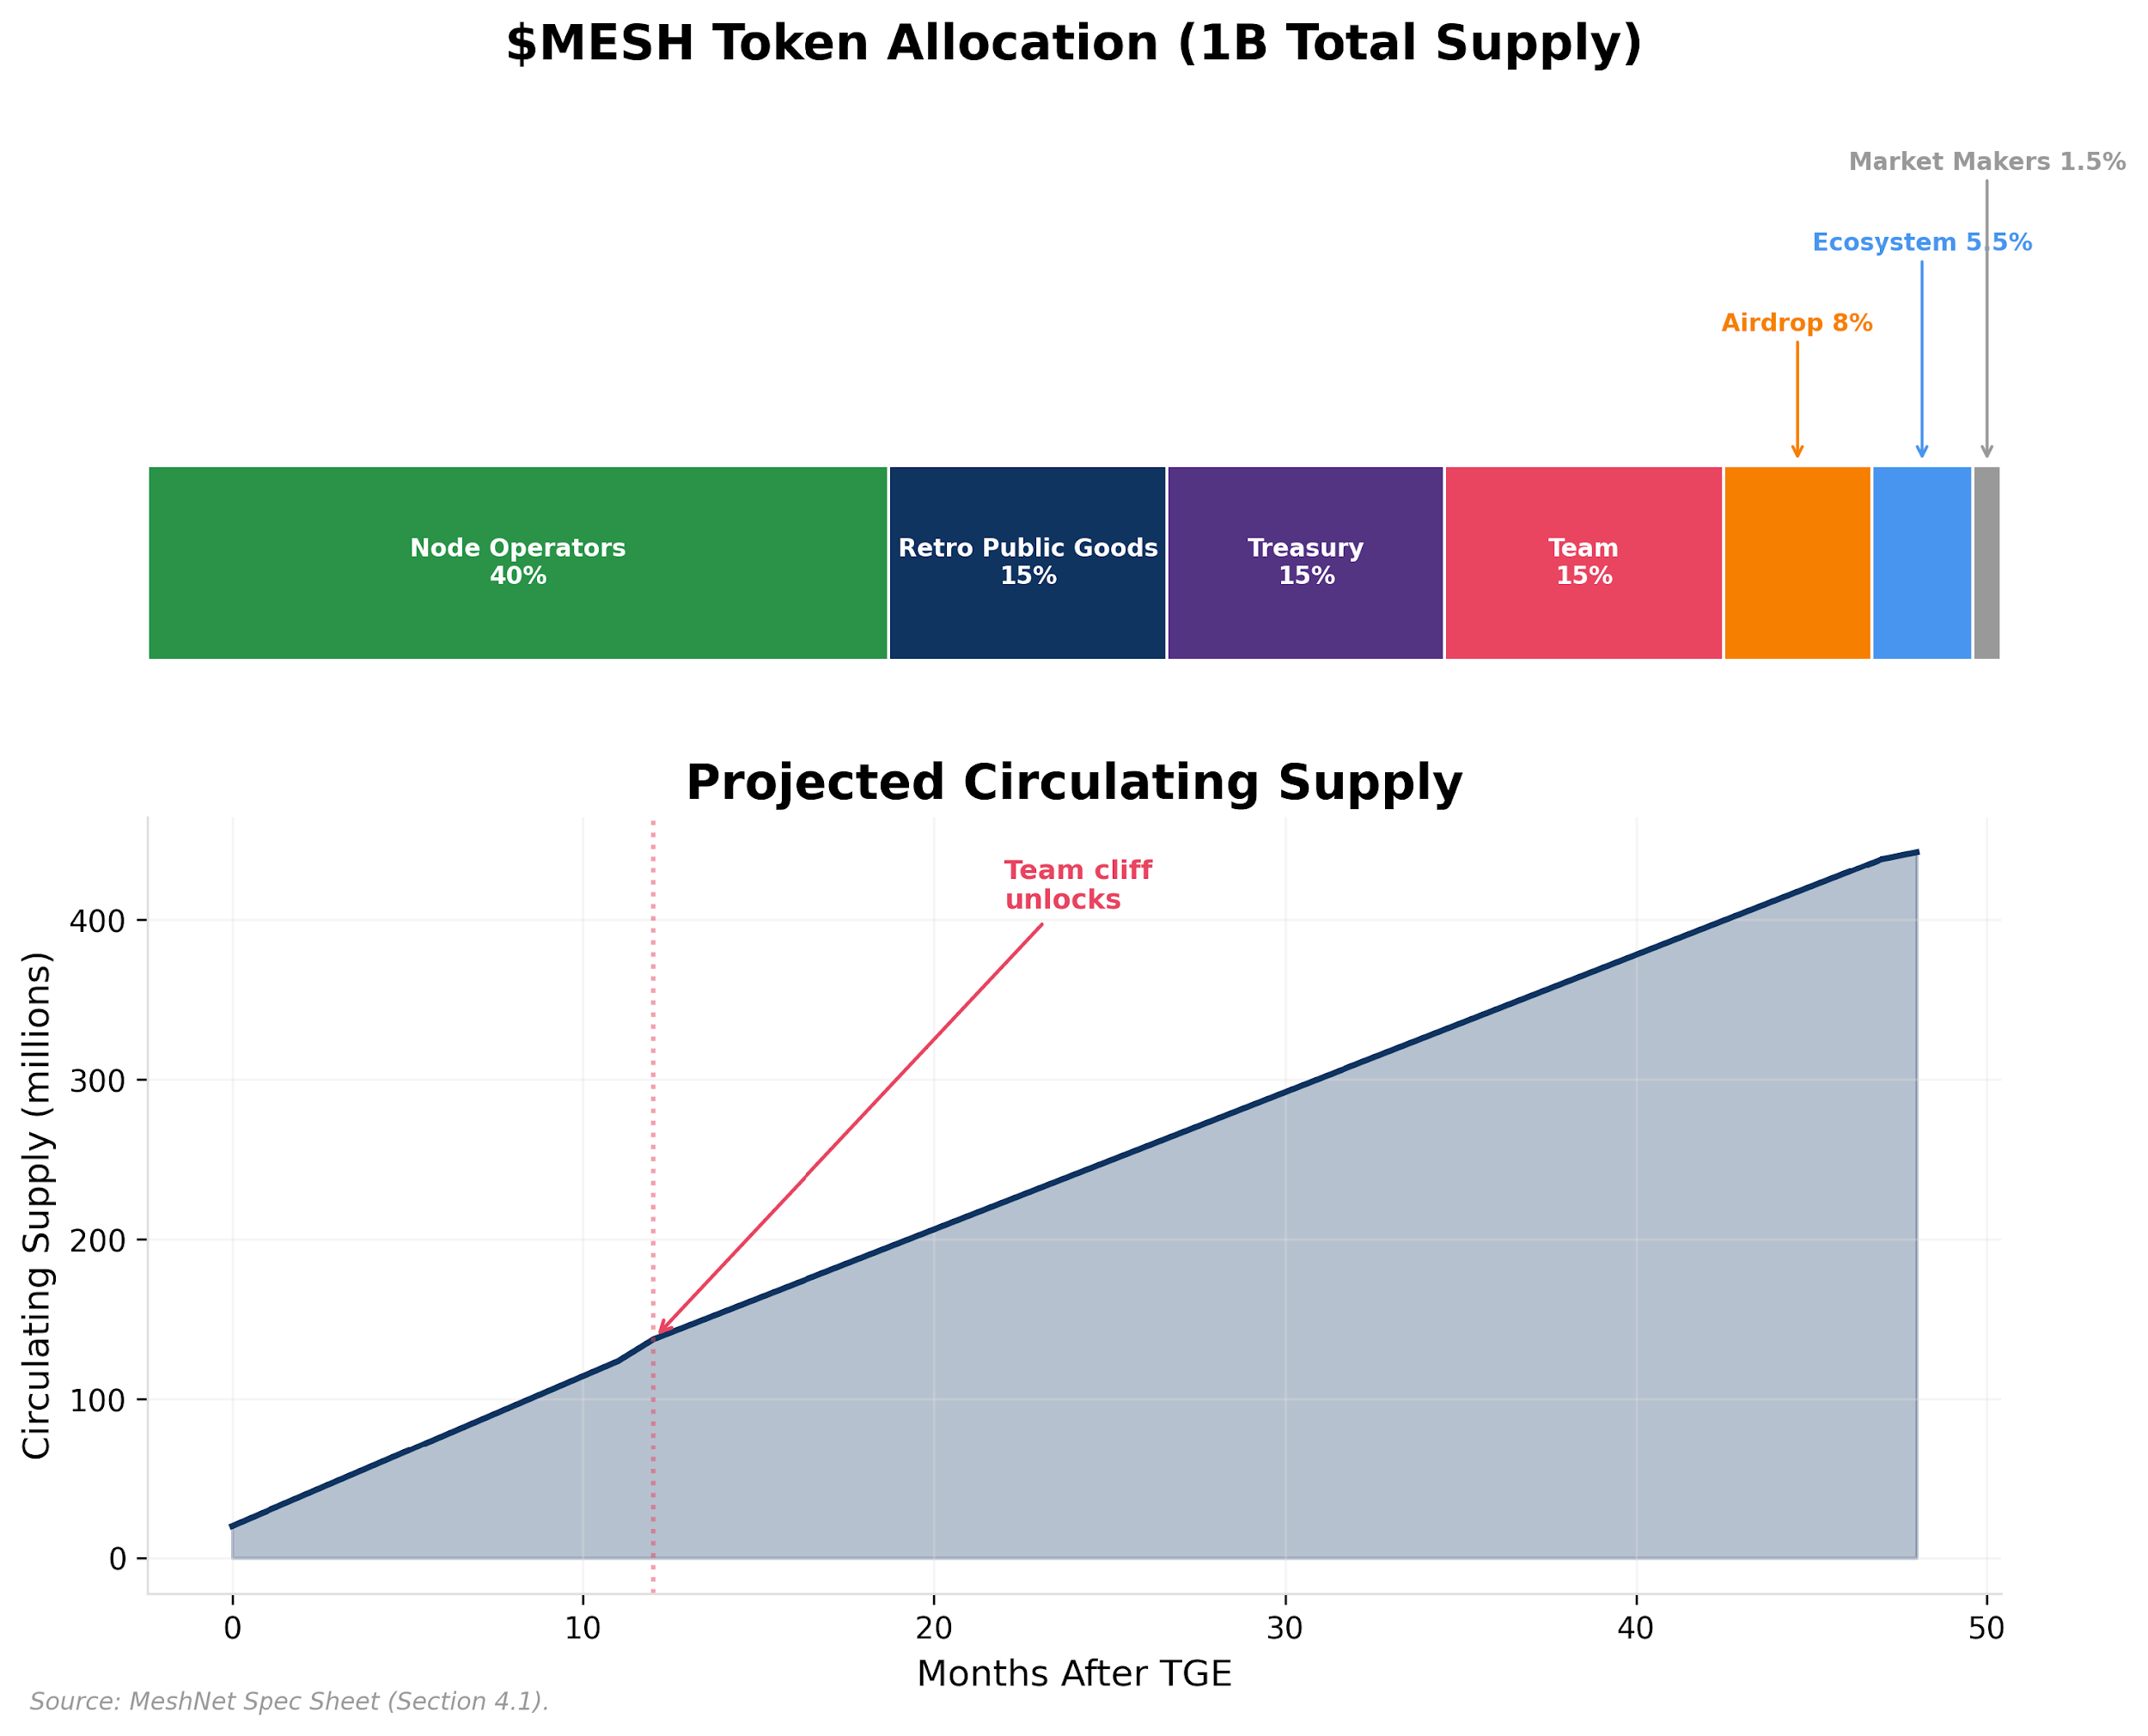 $MESH Token Allocation (1B Total Supply)
Market Makers 1.5%
Ecosystem 5.5%
Airdrop 8%
Node Operators
40%
Retro Public Goods
15%
Treasury
15%
Team
15%
Projected Circulating Supply
Team cliff
unlocks
Circulating Supply (millions)
400
300
200
100
0
0
10
20
30
40
50
Months After TGE
Source: MeshNet Spec Sheet (Section 4.1).